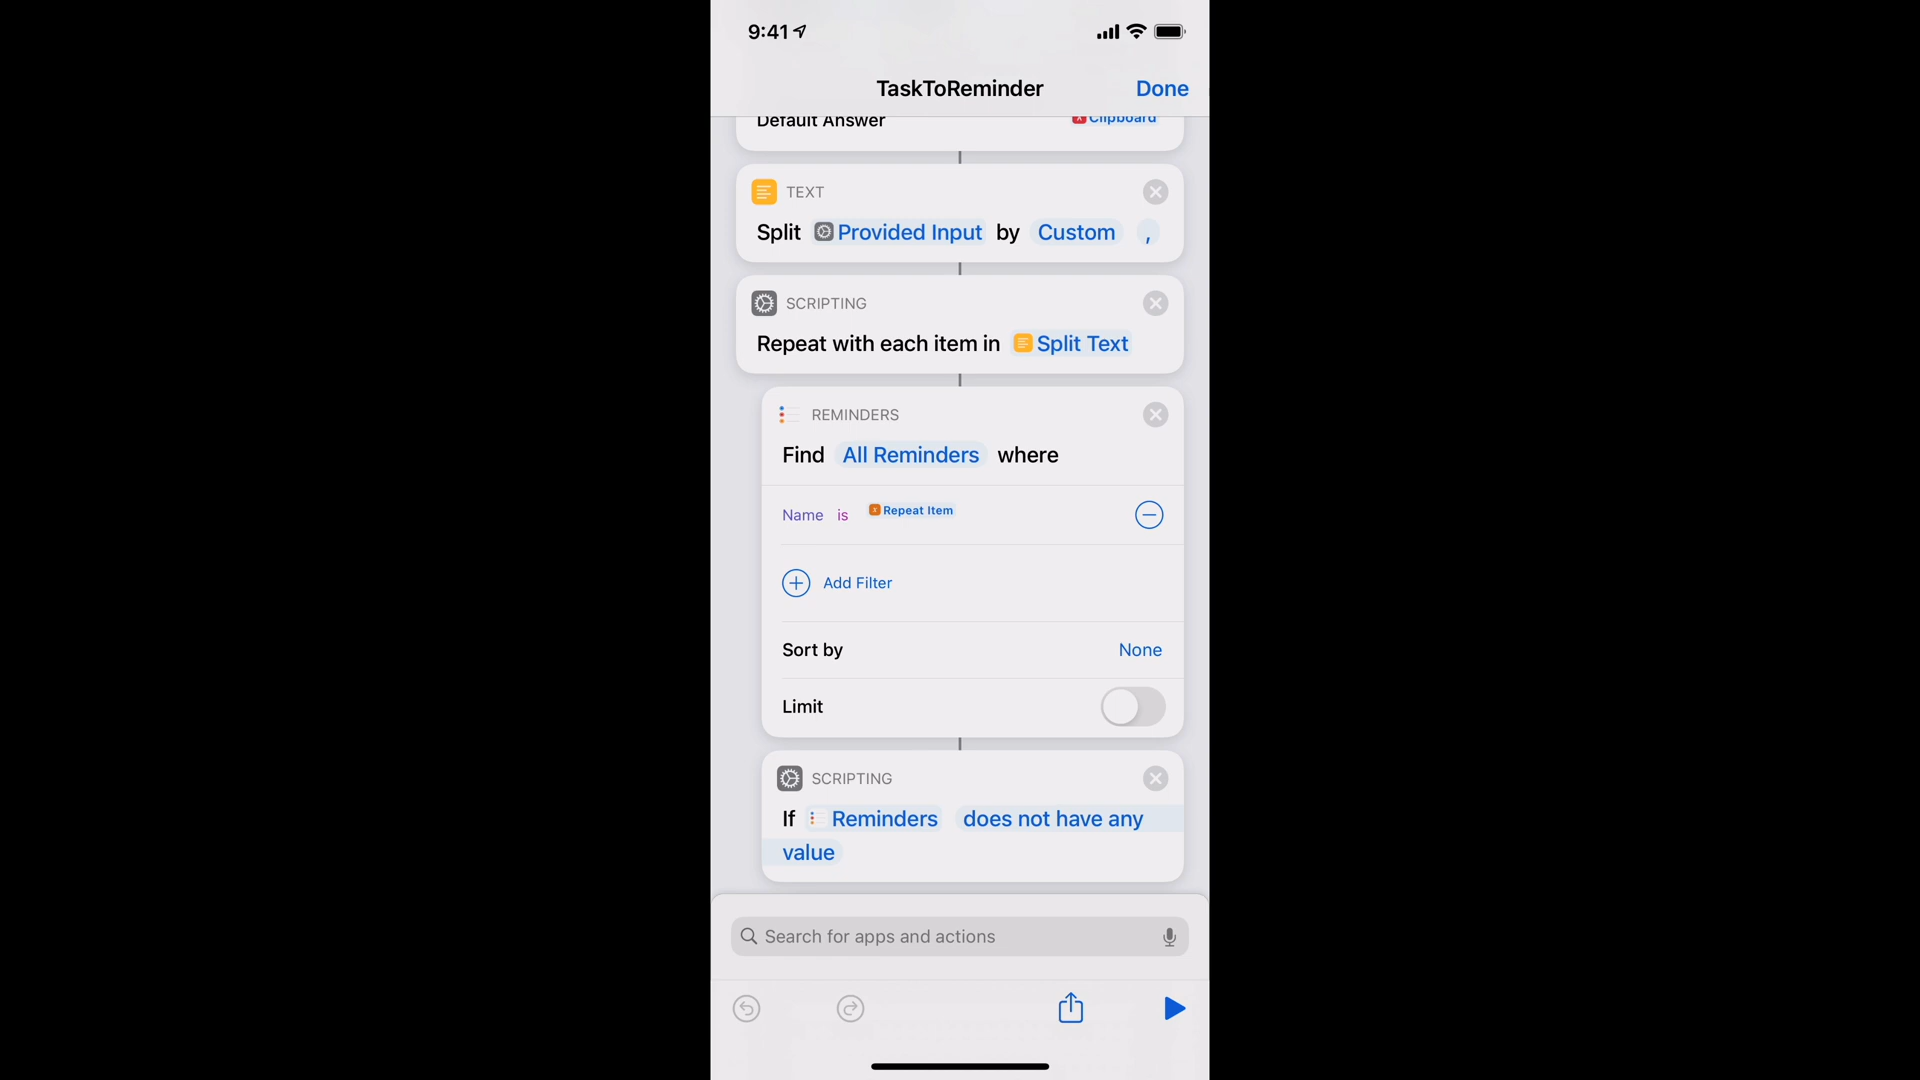 9:41
TaskToReminder
Done
Default Answer
Clipboard
TEXT
Split Provided Input by Custom ,
SCRIPTING
Repeat with each item in Split Text
REMINDERS
Find All Reminders where
Name is Repeat Item
Add Filter
Sort by
None
Limit
SCRIPTING
If Reminders does not have any
value
Search for apps and actions